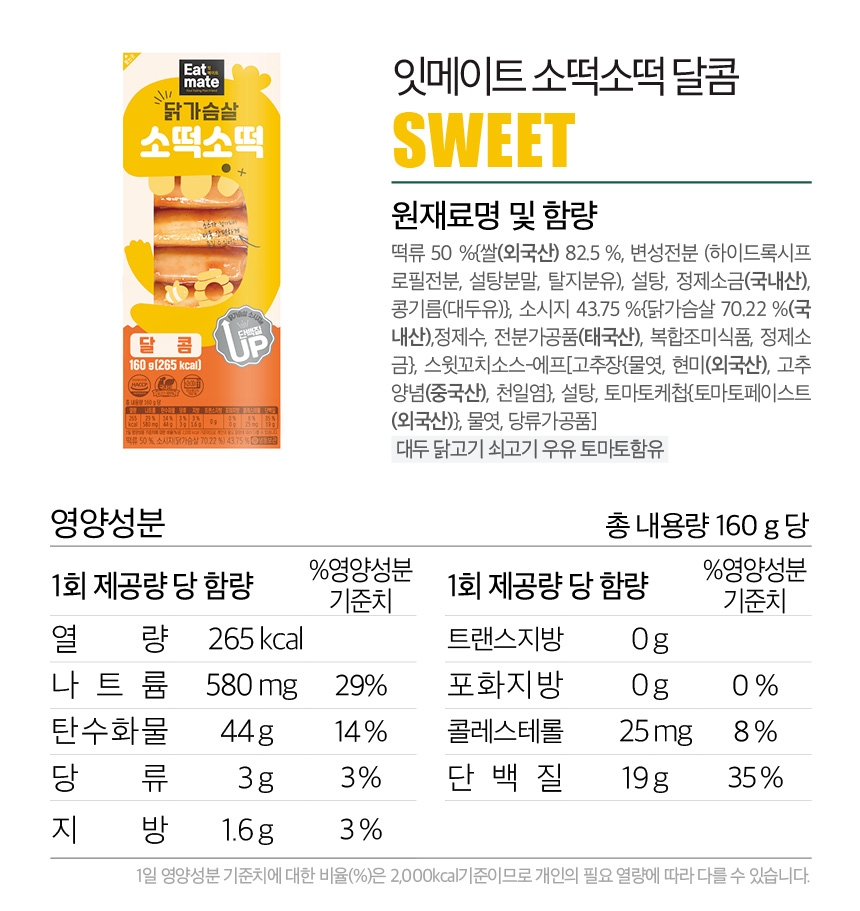 Eat
mate
닭가슴살
소떡소떡
단백질
UP
달콤
160 g(265 kcal)
HACCP
떡류 50 %, 소시지{닭가슴살 70.22 %} 43.75 %
잇메이트 소떡소떡 달콤
SWEET
원재료명 및 함량
떡류 50 %{쌀(외국산) 82.5 %, 변성전분 (하이드록시프
로필전분, 설탕분말, 탈지분유), 설탕, 정제소금(국내산),
콩기름(대두유)}, 소시지 43.75 %{닭가슴살 70.22 %(국
내산),정제수, 전분가공품(태국산), 복합조미식품, 정제소
금}, 스윗꼬치소스-에프[고추장{물엿, 현미(외국산), 고추
양념(중국산), 천일염}, 설탕, 토마토케첩{토마토페이스트
(외국산)}, 물엿, 당류가공품]
대두 닭고기 쇠고기 우유 토마토함유
영양성분 총 내용량 160 g 당
1회 제공량 당 함량 %영양성분 기준치 1회 제공량 당 함량 %영양성분 기준치
열 량 265 kcal 트랜스지방 0 g
나 트 륨 580 mg 29% 포화지방 0 g 0 %
탄수화물 44 g 14 % 콜레스테롤 25 mg 8 %
당 류 3 g 3 % 단 백 질 19 g 35 %
지 방 1.6 g 3 %
1일 영양성분 기준치에 대한 비율(%)은 2,000kcal기준이므로 개인의 필요 열량에 따라 다를 수 있습니다.